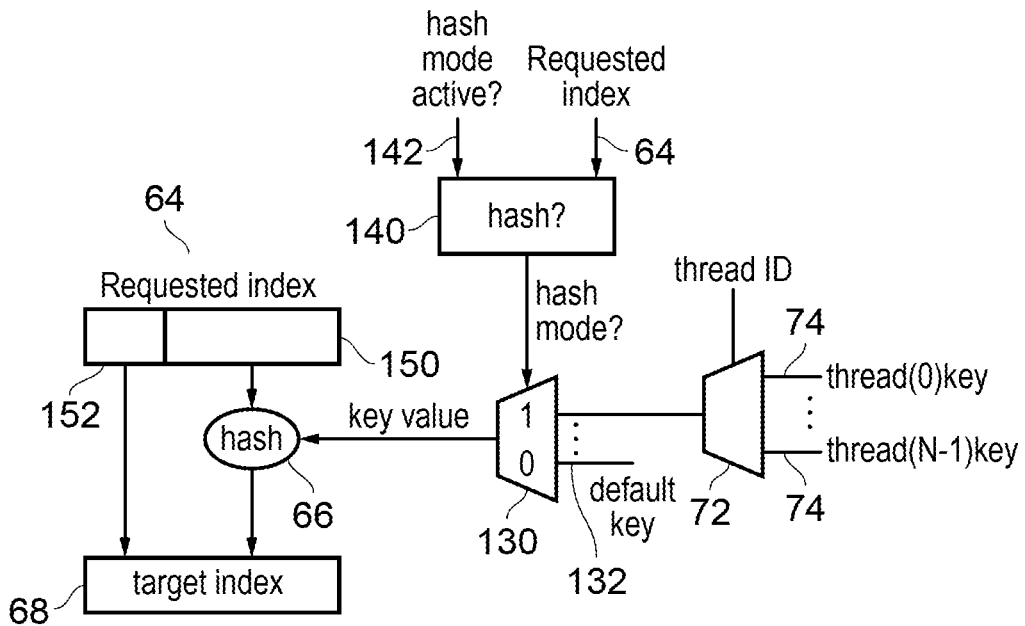 hash
mode
active?
Requested
index
142
64
hash?
140
64
Requested index
hash
mode?
thread ID
74
thread(0)key
150
152
key value
1
0
hash
66
default
key
130
132
72
thread(N-1)key
74
target index
68